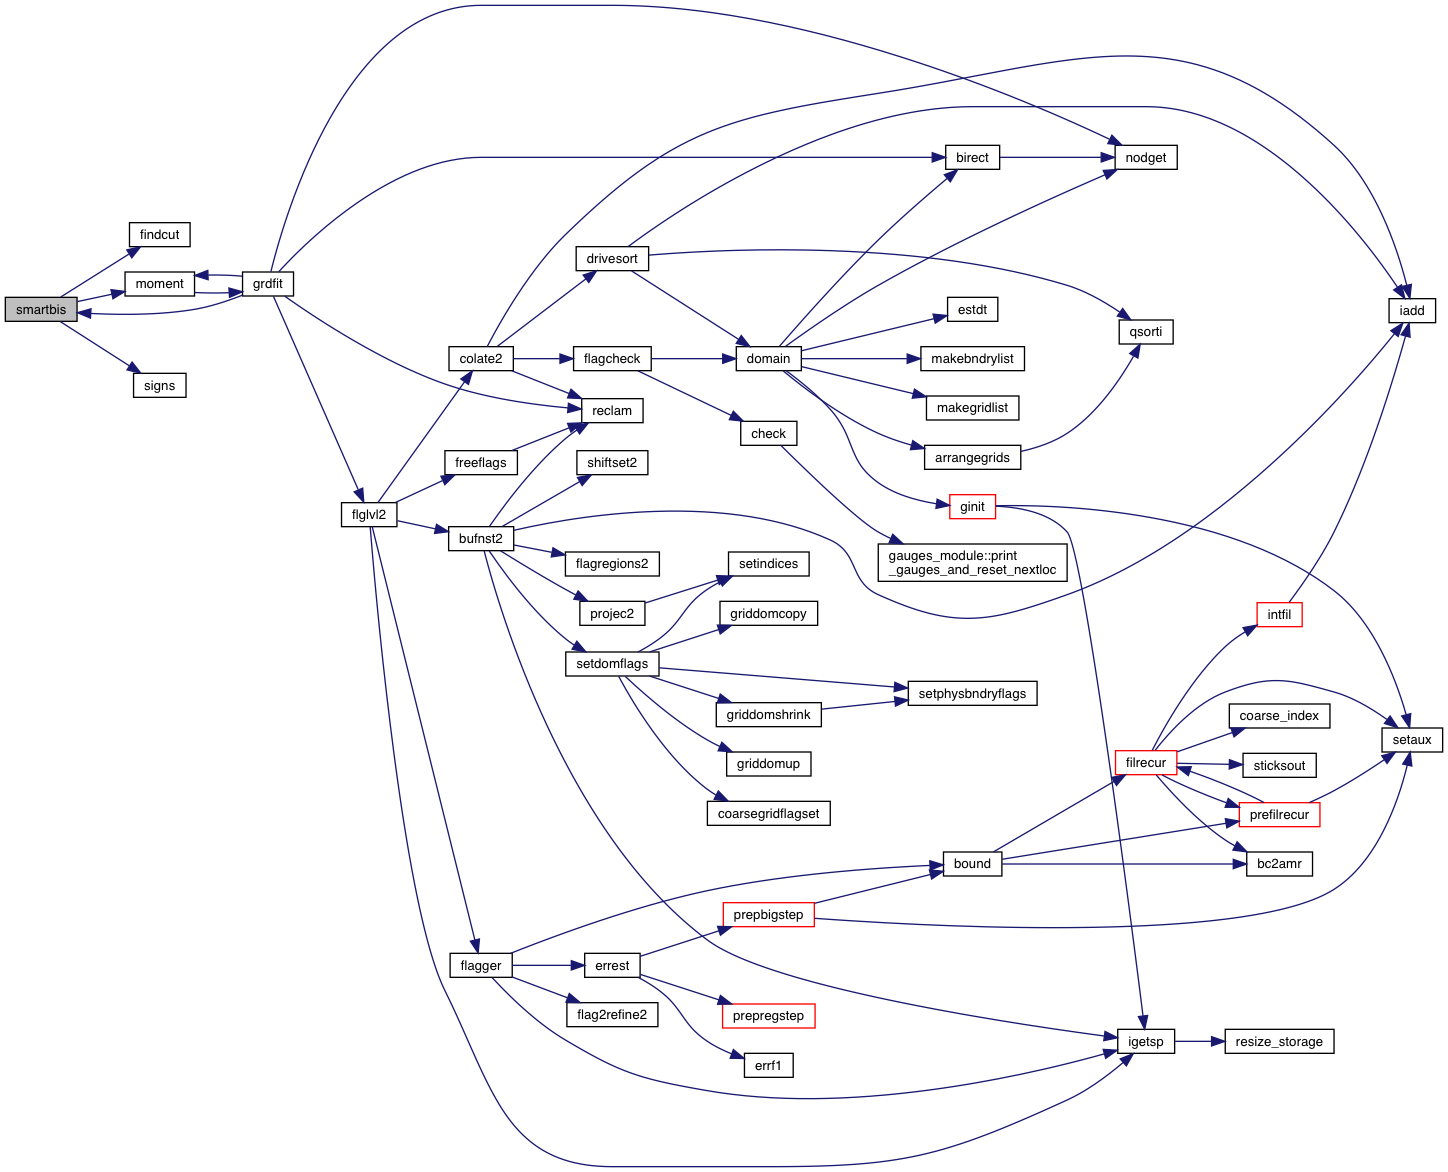 smartbis
findcut
moment
signs
grdfit
flglvl2
colate2
freeflags
bufnst2
flagger
drivesort
flagcheck
reclam
shiftset2
flagregions2
projec2
setdomflags
errest
flag2refine2
domain
check
setindices
griddomcopy
griddomshrink
griddomup
coarsegridflagset
prepbigstep
prepregstep
errf1
birect
estdt
makebndrylist
makegridlist
arrangegrids
ginit
gauges_module::print
_gauges_and_reset_nextloc
setphysbndryflags
bound
nodget
qsorti
filrecur
igetsp
intfil
coarse_index
sticksout
prefilrecur
bc2amr
resize_storage
iadd
setaux